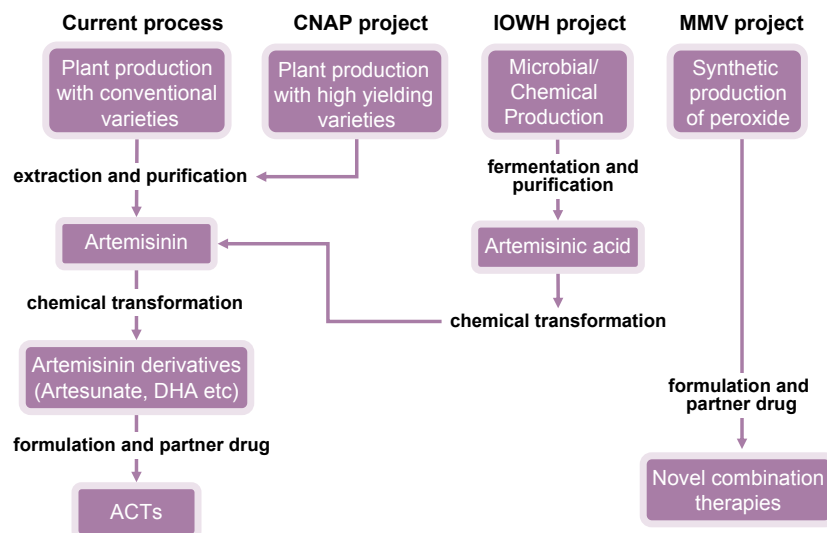 Current process
CNAP project
IOWH project
MMV project
Plant production
with conventional
varieties
Plant production
with high yielding
varieties
Microbial/
Chemical
Production
Synthetic
production
of peroxide
extraction and purification
fermentation and
purification
Artemisinin
Artemisinic acid
chemical transformation
chemical transformation
Artemisinin derivatives
(Artesunate, DHA etc)
formulation and
partner drug
formulation and partner drug
Novel combination
therapies
ACTs